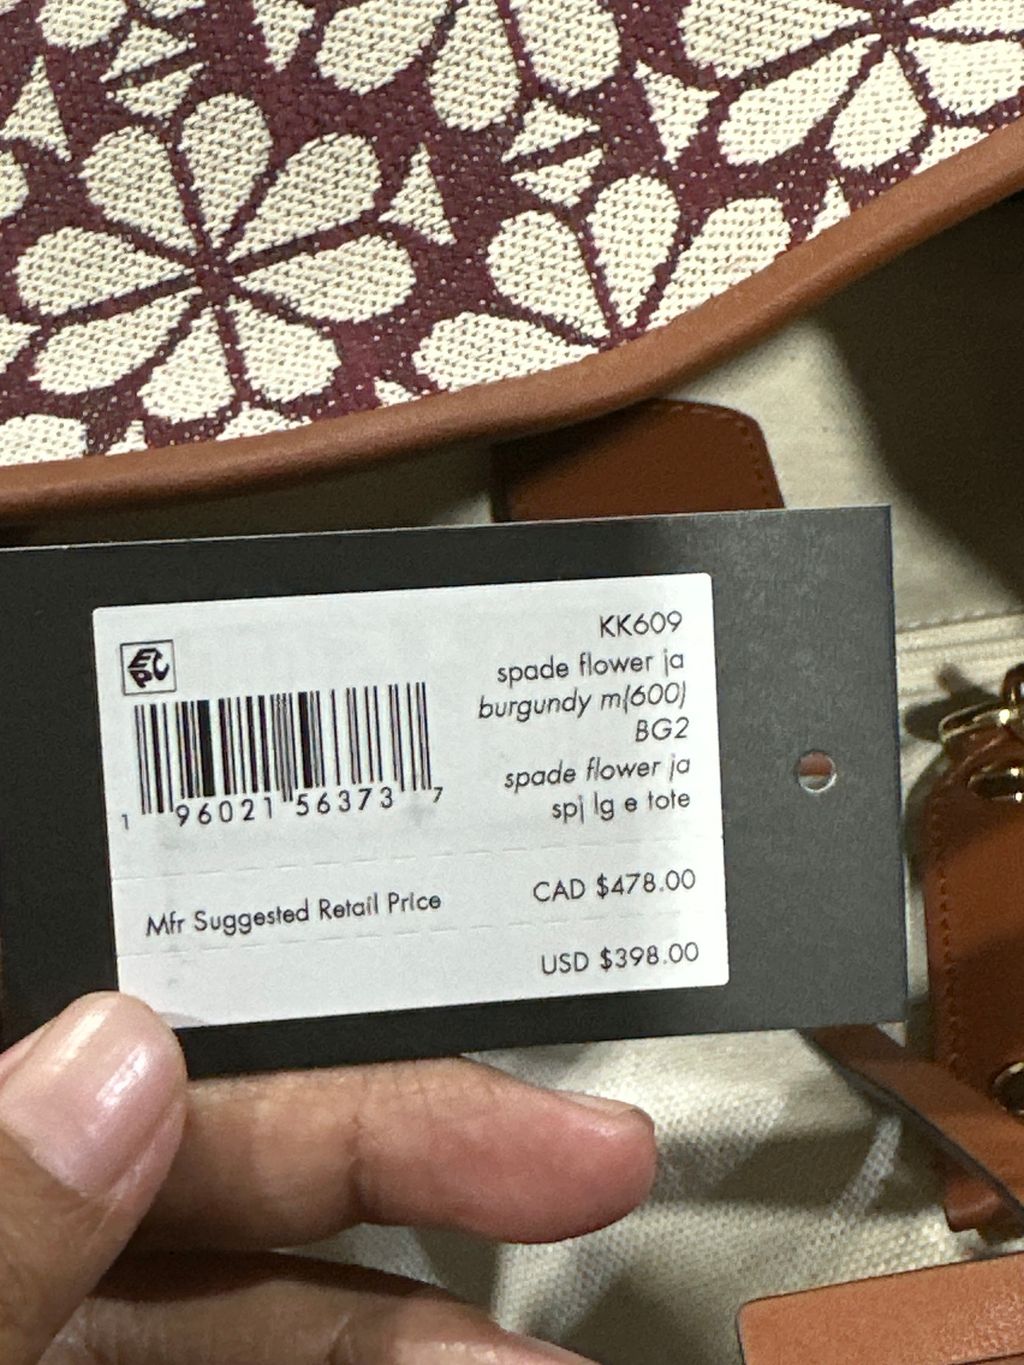 KK609
spade flower ja
burgundy m(600)
BG2
spade flower ja
spj lg e tote
1 96021 56373 7
Mfr Suggested Retail Price
CAD $478.00
USD $398.00